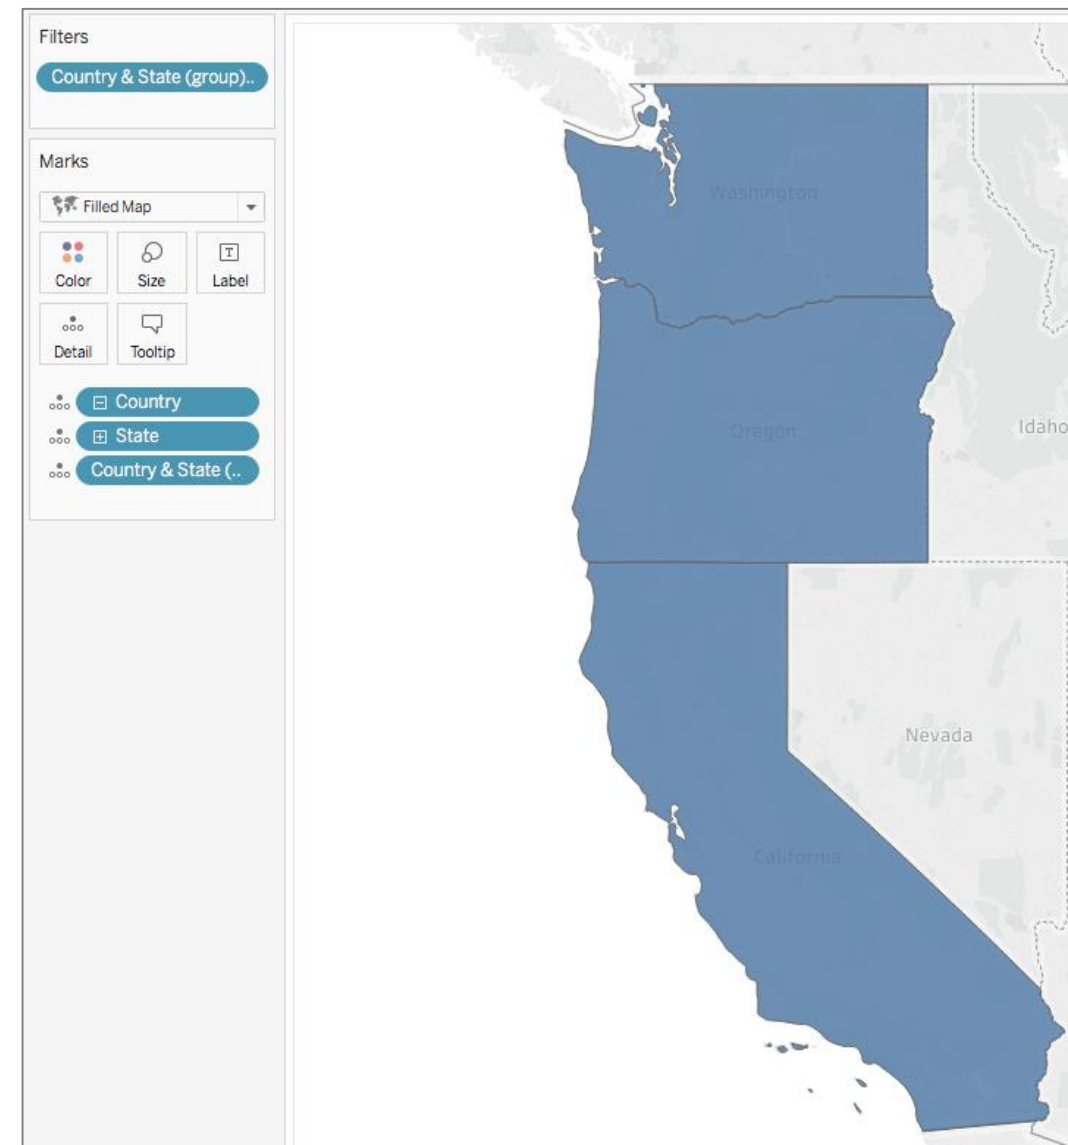 Filters
Country & State (group)..
Marks
Filled Map
Color
Size
Label
Detail
Tooltip
Country
State
Country & State (..
Washington
Oregon
Idaho
Nevada
California